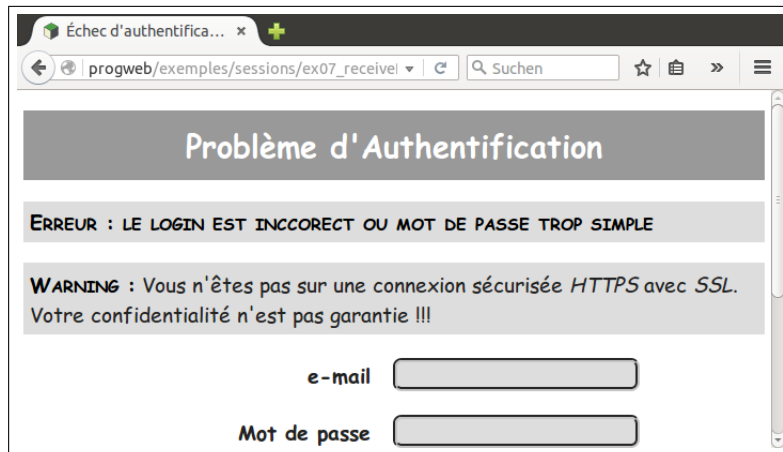 Échec d'authentifica... ×
progweb/exemples/sessions/ex07_receivel
Suchen
Problème d'Authentification
ERREUR : LE LOGIN EST INCCORECT OU MOT DE PASSE TROP SIMPLE
WARNING : Vous n'êtes pas sur une connexion sécurisée HTTPS avec SSL.
Votre confidentialité n'est pas garantie !!!
e-mail
Mot de passe